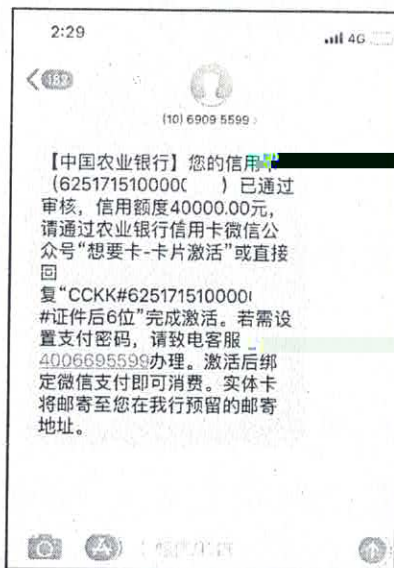 2:29
4G
183
(10) 6909 5599 >
【中国农业银行】您的信用
（625171510000( ）已通过
审核，信用额度40000.00元，
请通过农业银行信用卡微信公
众号“想要卡-卡片激活”或直接
回
复“CCKK#625171510000
#证件后6位”完成激活。若需设
置支付密码，请致电客服
4006695599办理。激活后绑
定微信支付即可消费。实体卡
将邮寄至您在我行预留的邮寄
地址。